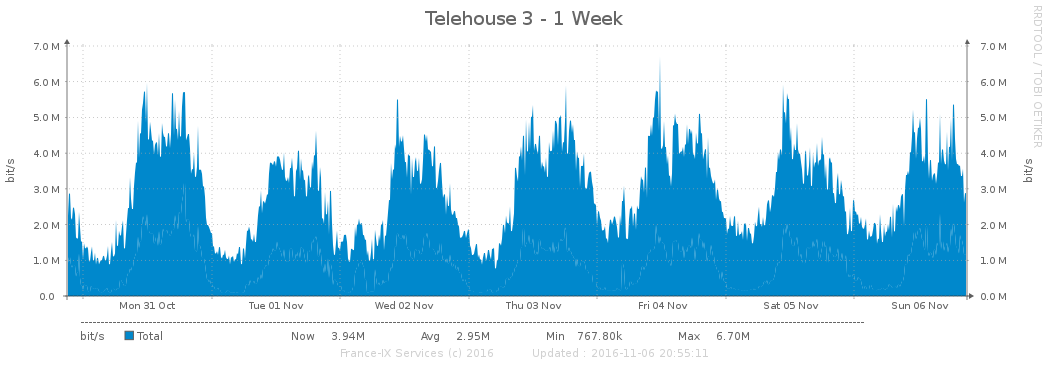 Telehouse 3 - 1 Week
RRDTOOL / TOBI OETIKER
7.0 M 7.0 M
6.0 M 6.0 M
5.0 M 5.0 M
4.0 M 4.0 M
3.0 M 3.0 M
2.0 M 2.0 M
1.0 M 1.0 M
0.0 0.0 M
bit/s
bit/s
Mon 31 Oct Tue 01 Nov Wed 02 Nov Thu 03 Nov Fri 04 Nov Sat 05 Nov Sun 06 Nov
bit/s Total Now 3.94M Avg 2.95M Min 767.80k Max 6.70M
France-IX Services (c) 2016 Updated : 2016-11-06 20:55:11